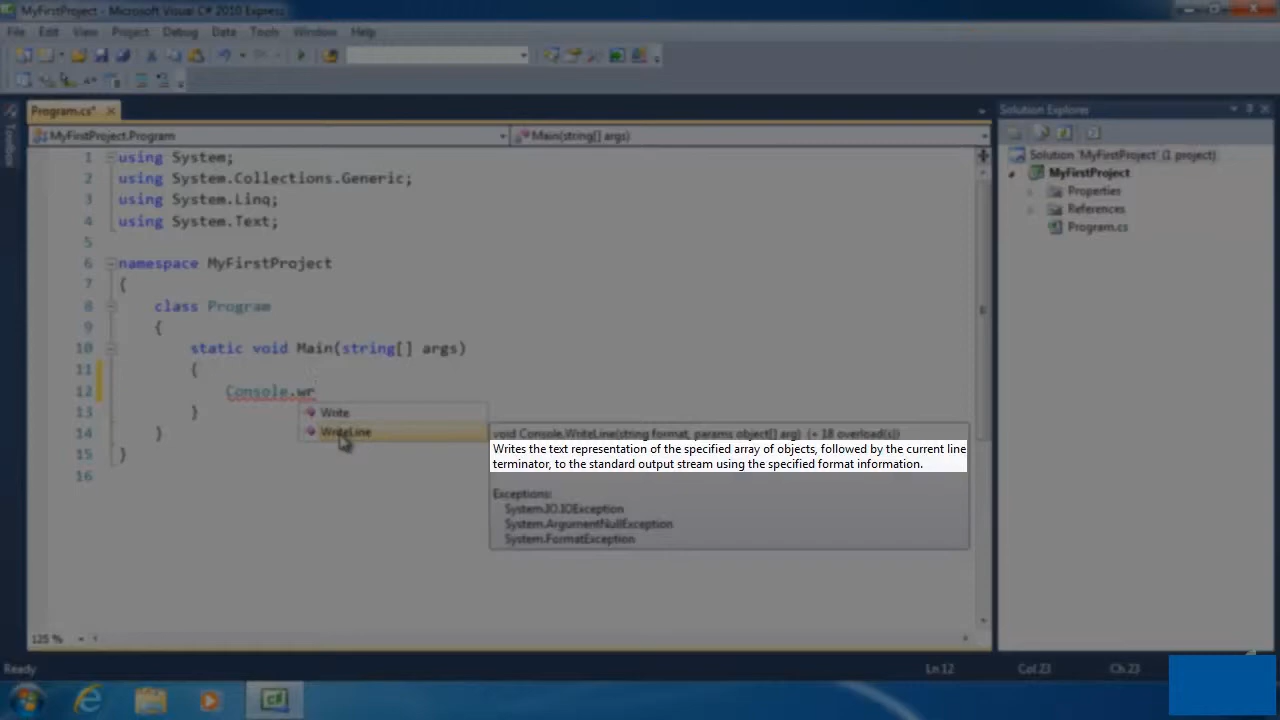 MyFirstProject - Microsoft Visual C# 2010 Express
File Edit View Project Debug Data Tools Window Help
Program.cs* ×
Solution Explorer
Toolbox
MyFirstProject.Program
Main(string[] args)
Solution 'MyFirstProject' (1 project)
MyFirstProject
Properties
References
Program.cs
1 using System;
2 using System.Collections.Generic;
3 using System.Linq;
4 using System.Text;
5
6 namespace MyFirstProject
7 {
8 class Program
9 {
10 static void Main(string[] args)
11 {
12 Console.wr
13 }
14 }
15 }
16
Write
WriteLine
void Console.WriteLine(string format, params object[] arg) (+ 18 overload(s))
Writes the text representation of the specified array of objects, followed by the current line
terminator, to the standard output stream using the specified format information.
Exceptions:
System.IO.IOException
System.ArgumentNullException
System.FormatException
125 %
Ready
Ln 12
Col 23
Ch 23
C#